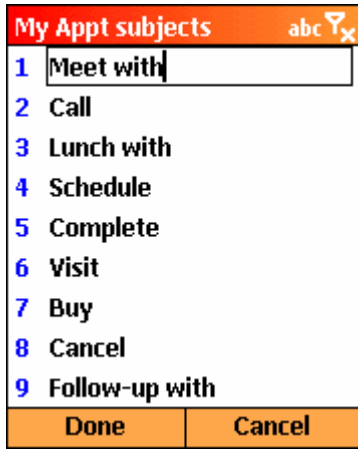 My Appt subjects abc
1 Meet with
2 Call
3 Lunch with
4 Schedule
5 Complete
6 Visit
7 Buy
8 Cancel
9 Follow-up with
Done Cancel